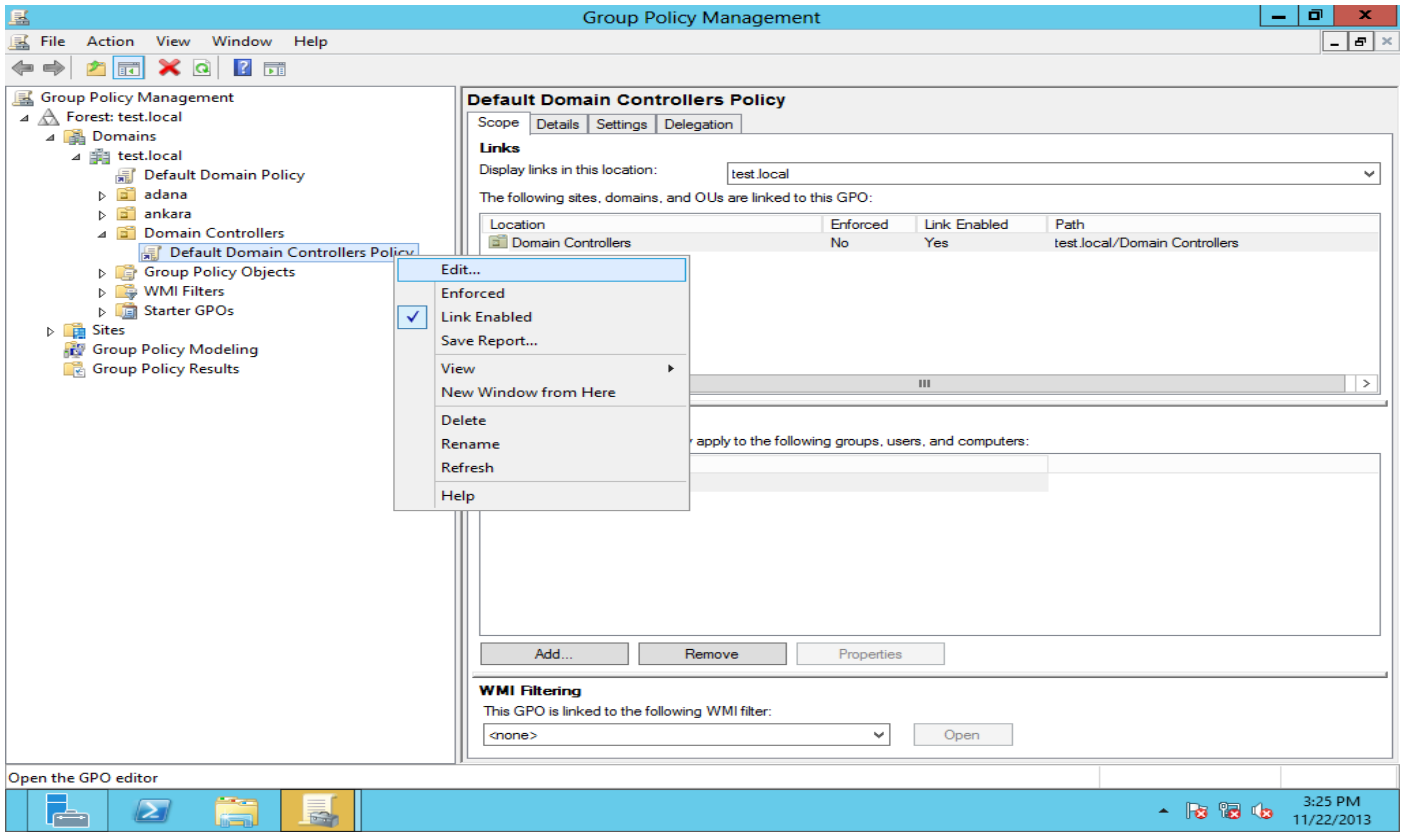 Group Policy Management
File Action View Window Help
Group Policy Management
Forest: test.local
Domains
test.local
Default Domain Policy
adana
ankara
Domain Controllers
Default Domain Controllers Policy
Group Policy Objects
WMI Filters
Starter GPOs
Sites
Group Policy Modeling
Group Policy Results
Edit...
Enforced
Link Enabled
Save Report...
View
New Window from Here
Delete
Rename
Refresh
Help
Default Domain Controllers Policy
Scope Details Settings Delegation
Links
Display links in this location: test.local
The following sites, domains, and OUs are linked to this GPO:
Location Enforced Link Enabled Path
Domain Controllers No Yes test.local/Domain Controllers
apply to the following groups, users, and computers:
Add... Remove Properties
WMI Filtering
This GPO is linked to the following WMI filter:
<none> Open
Open the GPO editor
3:25 PM
11/22/2013